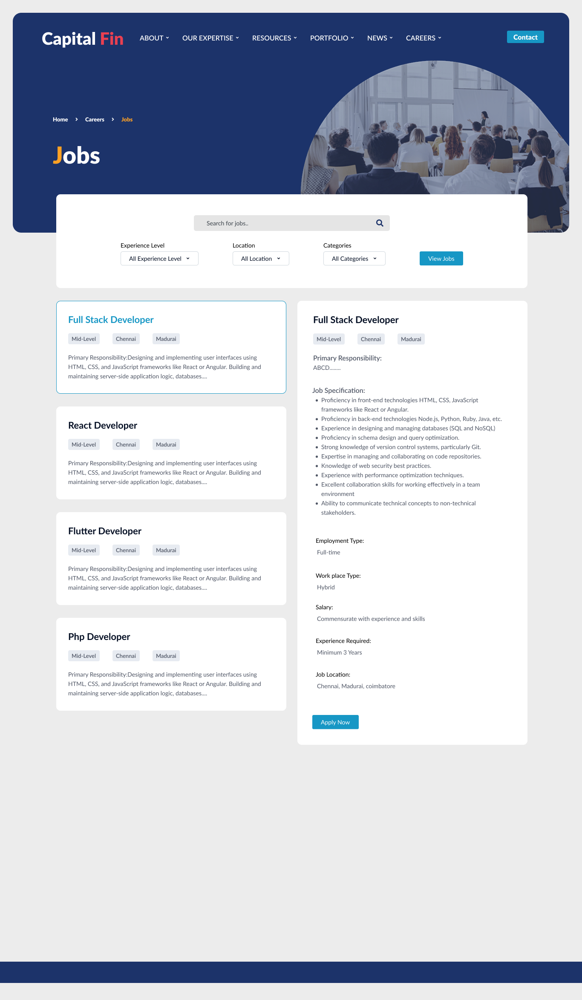 Capital Fin
ABOUT
OUR EXPERTISE
RESOURCES
PORTFOLIO
NEWS
CAREERS
Contact
Home > Careers > Jobs
Jobs
Search for jobs..
Experience Level
All Experience Level
Location
All Location
Categories
All Categories
View Jobs
Full Stack Developer
Mid-Level
Chennai
Madurai
Primary Responsibility:Designing and implementing user interfaces using
HTML, CSS, and JavaScript frameworks like React or Angular. Building and
maintaining server-side application logic, databases....
React Developer
Mid-Level
Chennai
Madurai
Primary Responsibility:Designing and implementing user interfaces using
HTML, CSS, and JavaScript frameworks like React or Angular. Building and
maintaining server-side application logic, databases....
Flutter Developer
Mid-Level
Chennai
Madurai
Primary Responsibility:Designing and implementing user interfaces using
HTML, CSS, and JavaScript frameworks like React or Angular. Building and
maintaining server-side application logic, databases....
Php Developer
Mid-Level
Chennai
Madurai
Primary Responsibility:Designing and implementing user interfaces using
HTML, CSS, and JavaScript frameworks like React or Angular. Building and
maintaining server-side application logic, databases....
Full Stack Developer
Mid-Level
Chennai
Madurai
Primary Responsibility:
ABCD........
Job Specification:
• Proficiency in front-end technologies HTML, CSS, JavaScript
frameworks like React or Angular.
• Proficiency in back-end technologies Node.js, Python, Ruby, Java, etc.
• Experience in designing and managing databases (SQL and NoSQL)
• Proficiency in schema design and query optimization.
• Strong knowledge of version control systems, particularly Git.
• Expertise in managing and collaborating on code repositories.
• Knowledge of web security best practices.
• Experience with performance optimization techniques.
• Excellent collaboration skills for working effectively in a team
environment
• Ability to communicate technical concepts to non-technical
stakeholders.
Employment Type:
Full-time
Work place Type:
Hybrid
Salary:
Commensurate with experience and skills
Experience Required:
Minimum 3 Years
Job Location:
Chennai, Madurai, coimbatore
Apply Now